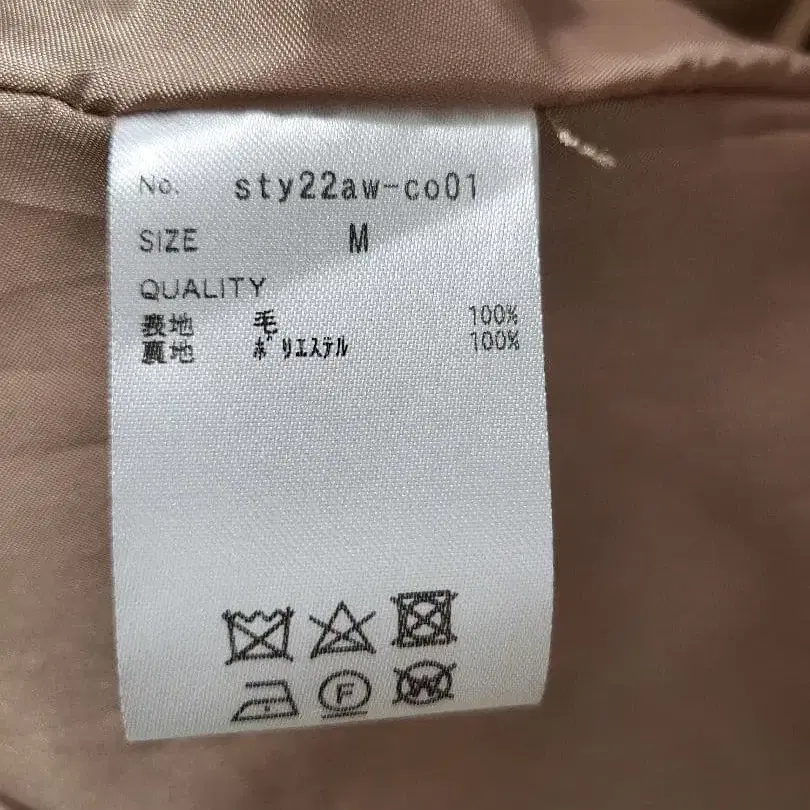 No. sty22aw-co01
SIZE M
QUALITY
表地 毛 100%
裏地 ポリエステル 100%
F
W